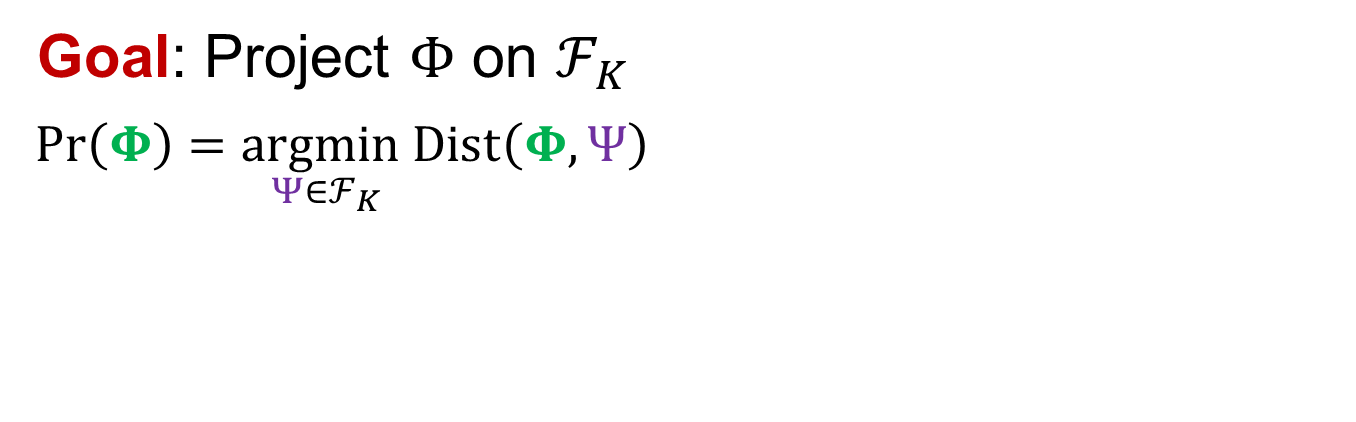 Goal: Project Φ on ℱ_K
Pr(Φ) = argmin Dist(Φ, Ψ)
Ψ∈ℱ_K